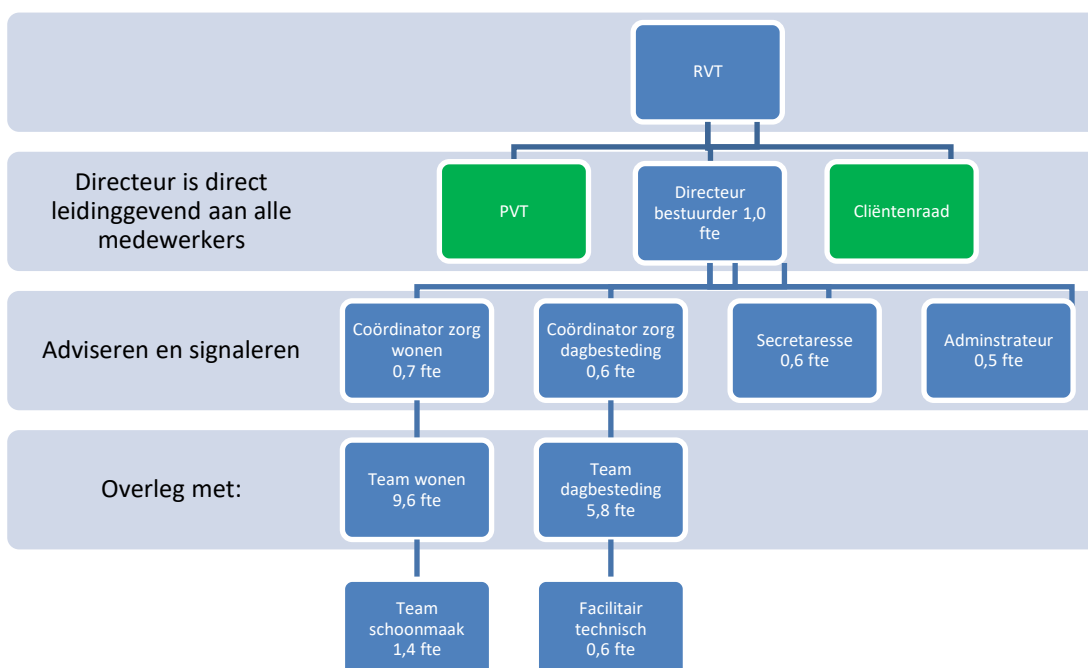 RVT
Directeur is direct
leidinggevend aan alle
medewerkers
PVT
Directeur
bestuurder 1,0
fte
Cliëntenraad
Adviseren en signaleren
Coördinator zorg
wonen
0,7 fte
Coördinator zorg
dagbesteding
0,6 fte
Secretaresse
0,6 fte
Adminstrateur
0,5 fte
Overleg met:
Team wonen
9,6 fte
Team
dagbesteding
5,8 fte
Team
schoonmaak
1,4 fte
Facilitair
technisch
0,6 fte